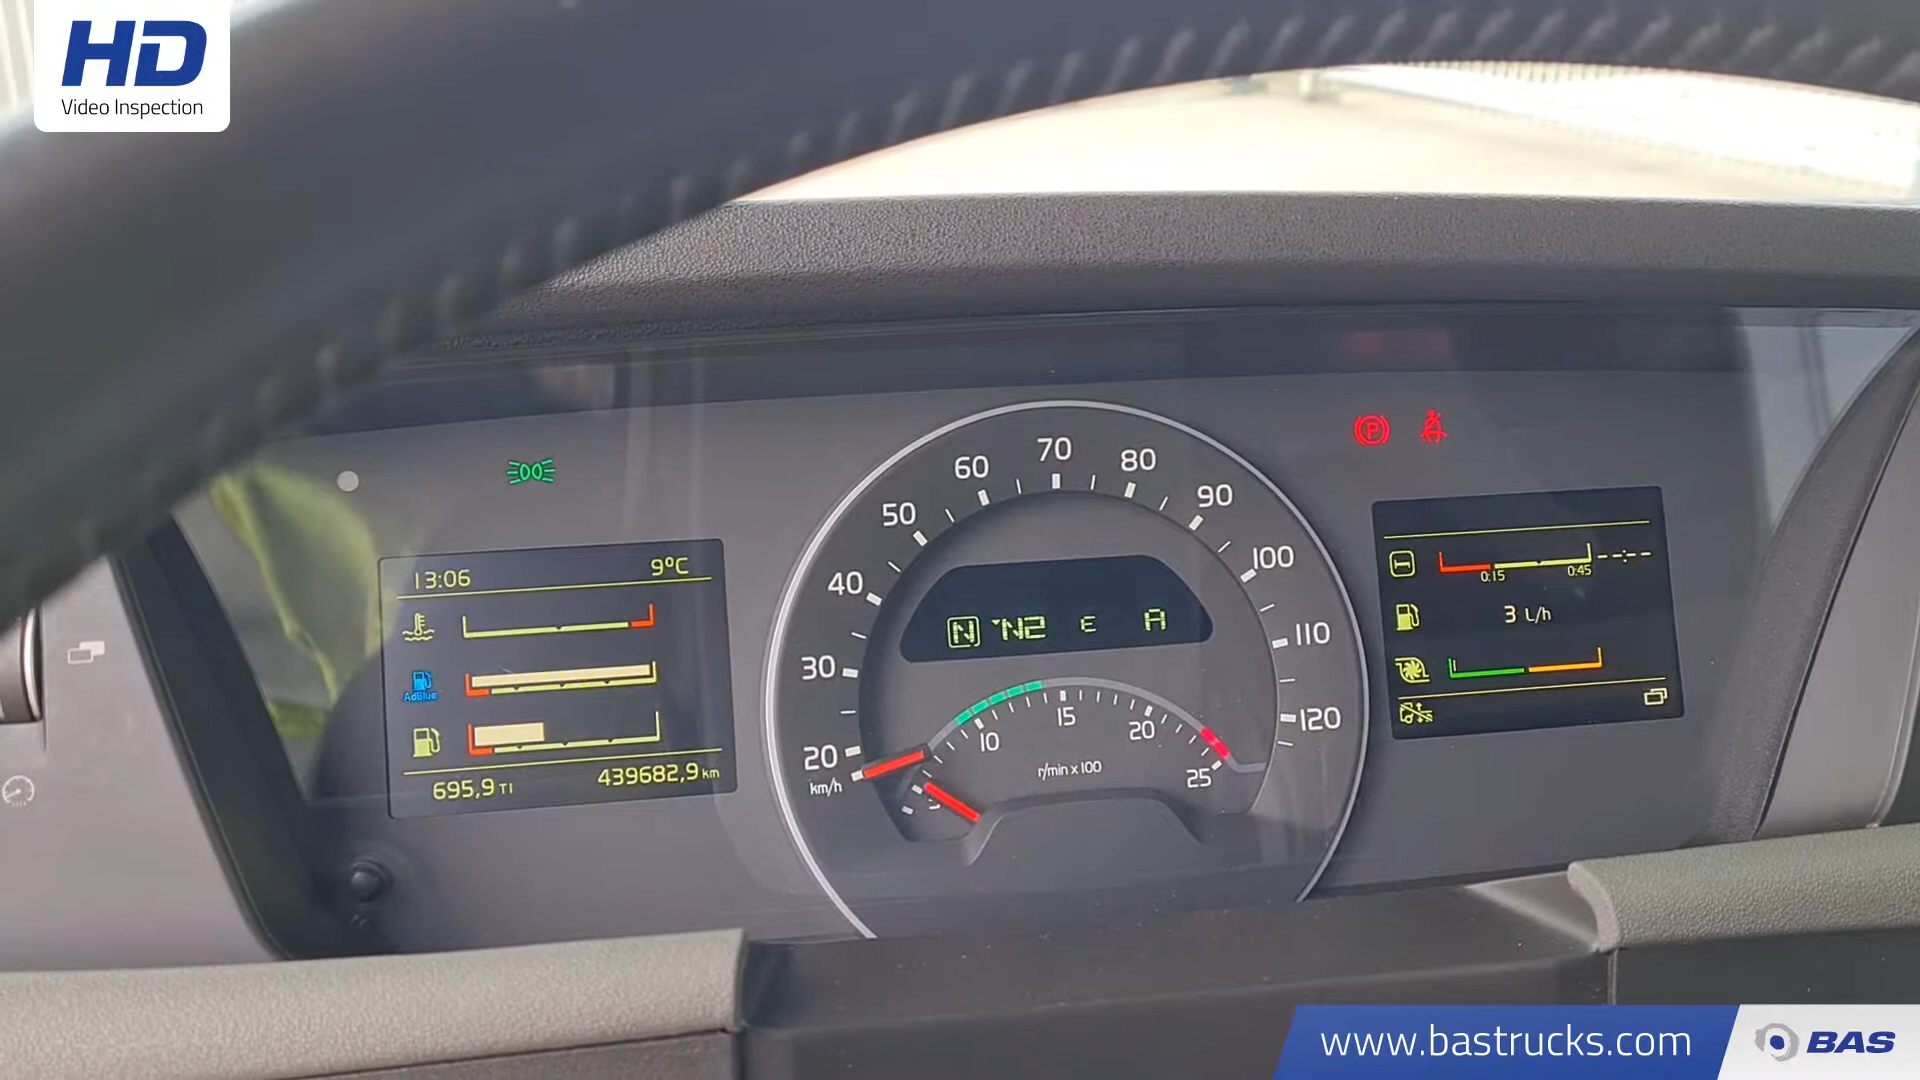 HD
Video Inspection
13:06 9°C
AdBlue
695,9 TI 439682,9 km
20 30 40 50 60 70 80 90 100 110 120
km/h
N N2 E A
5 10 15 20 25
r/min x 100
P
0:15 0:45 --:--
3 L/h
www.bastrucks.com
BAS